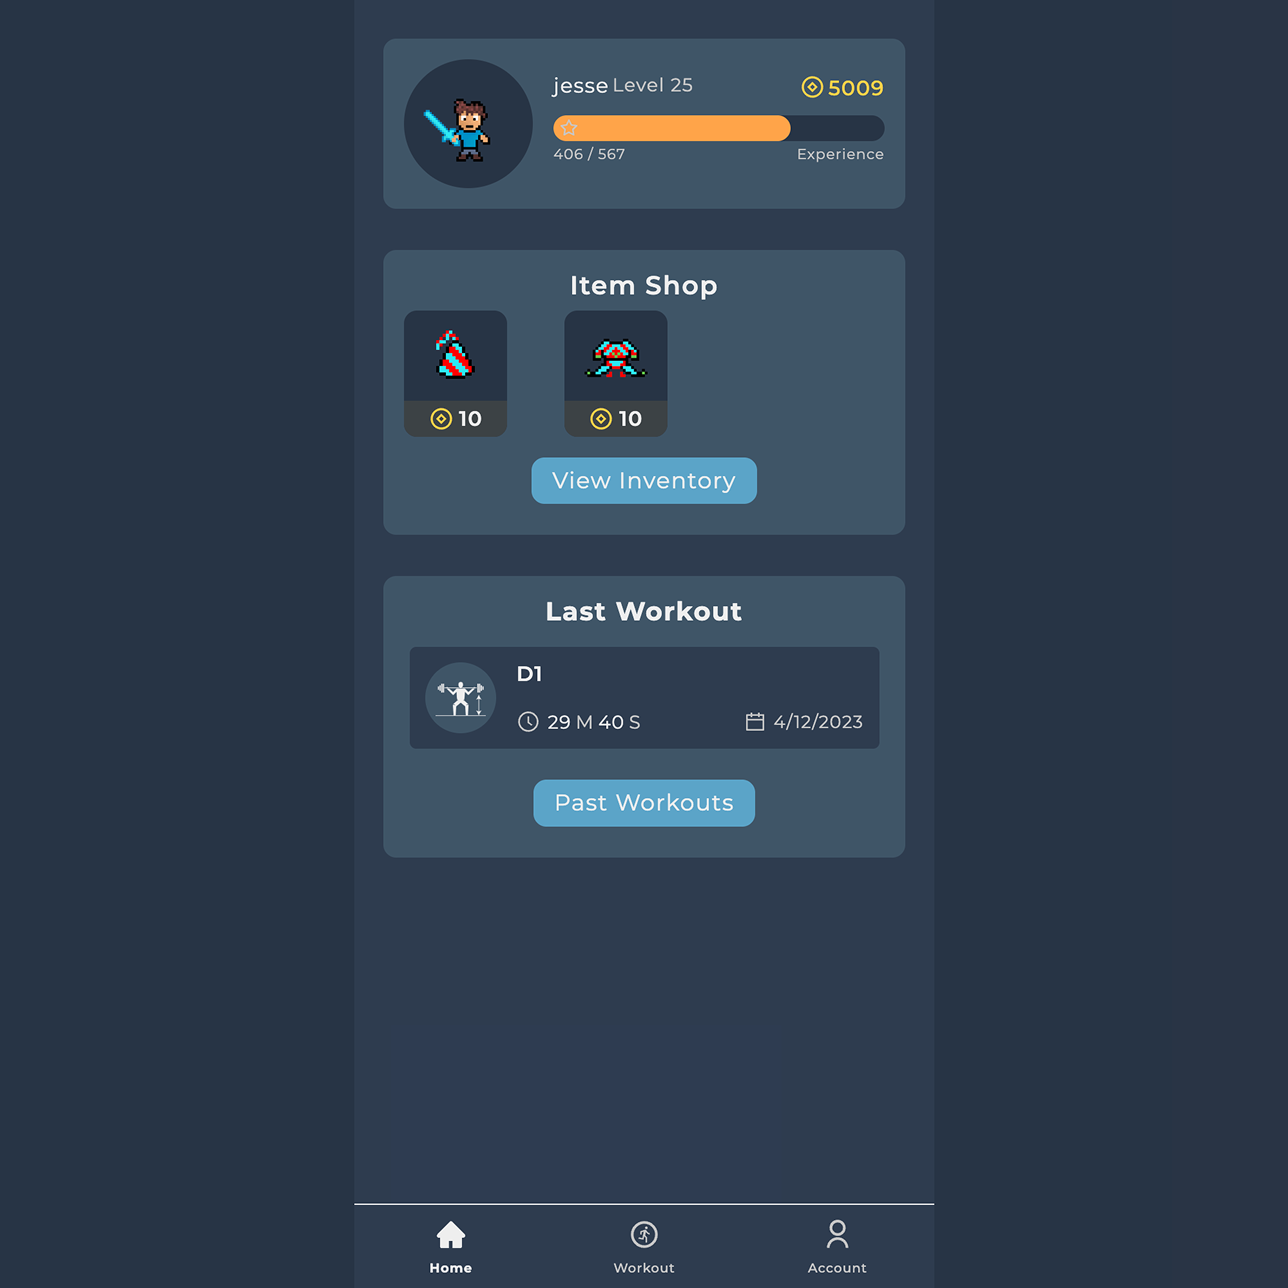 jesse Level 25 5009
406 / 567 Experience
Item Shop
10 10
View Inventory
Last Workout
D1
29 M 40 S 4/12/2023
Past Workouts
Home Workout Account